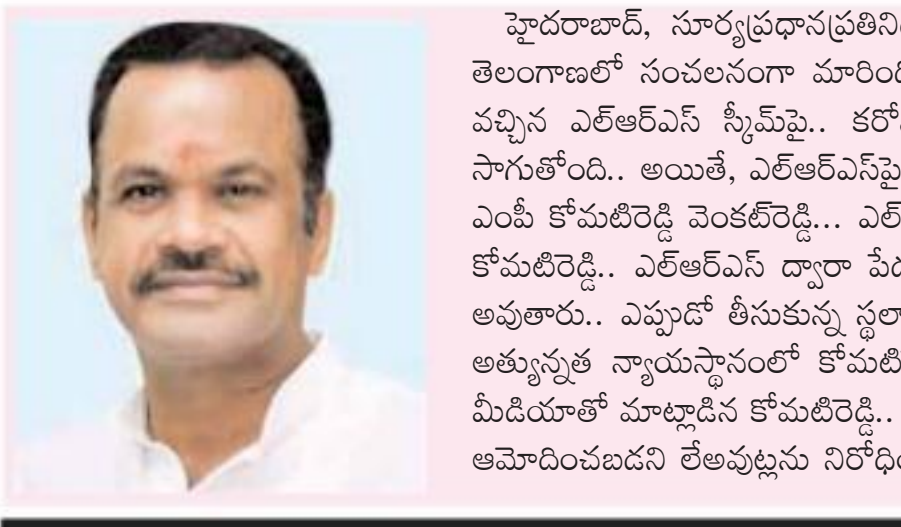 హైదరాబాద్, సూర్యప్రధానప్రతినిధ
తెలంగాణలో సంచలనంగా మారింది
వచ్చిన ఎల్ఆర్ఎస్ స్కీమ్‌పై.. కరో
సాగుతోంది.. అయితే, ఎల్ఆర్ఎస్‌పై
ఎంపీ కోమటిరెడ్డి వెంకట్‌రెడ్డి... ఎల్
కోమటిరెడ్డి.. ఎల్ఆర్ఎస్ ద్వారా పేద
అవుతారు.. ఎప్పుడో తీసుకున్న స్థలా
అత్యున్నత న్యాయస్థానంలో కోమటి
మీడియాతో మాట్లాడిన కోమటిరెడ్డి..
ఆమోదించబడని లేఅవుట్లను నిరోధిం